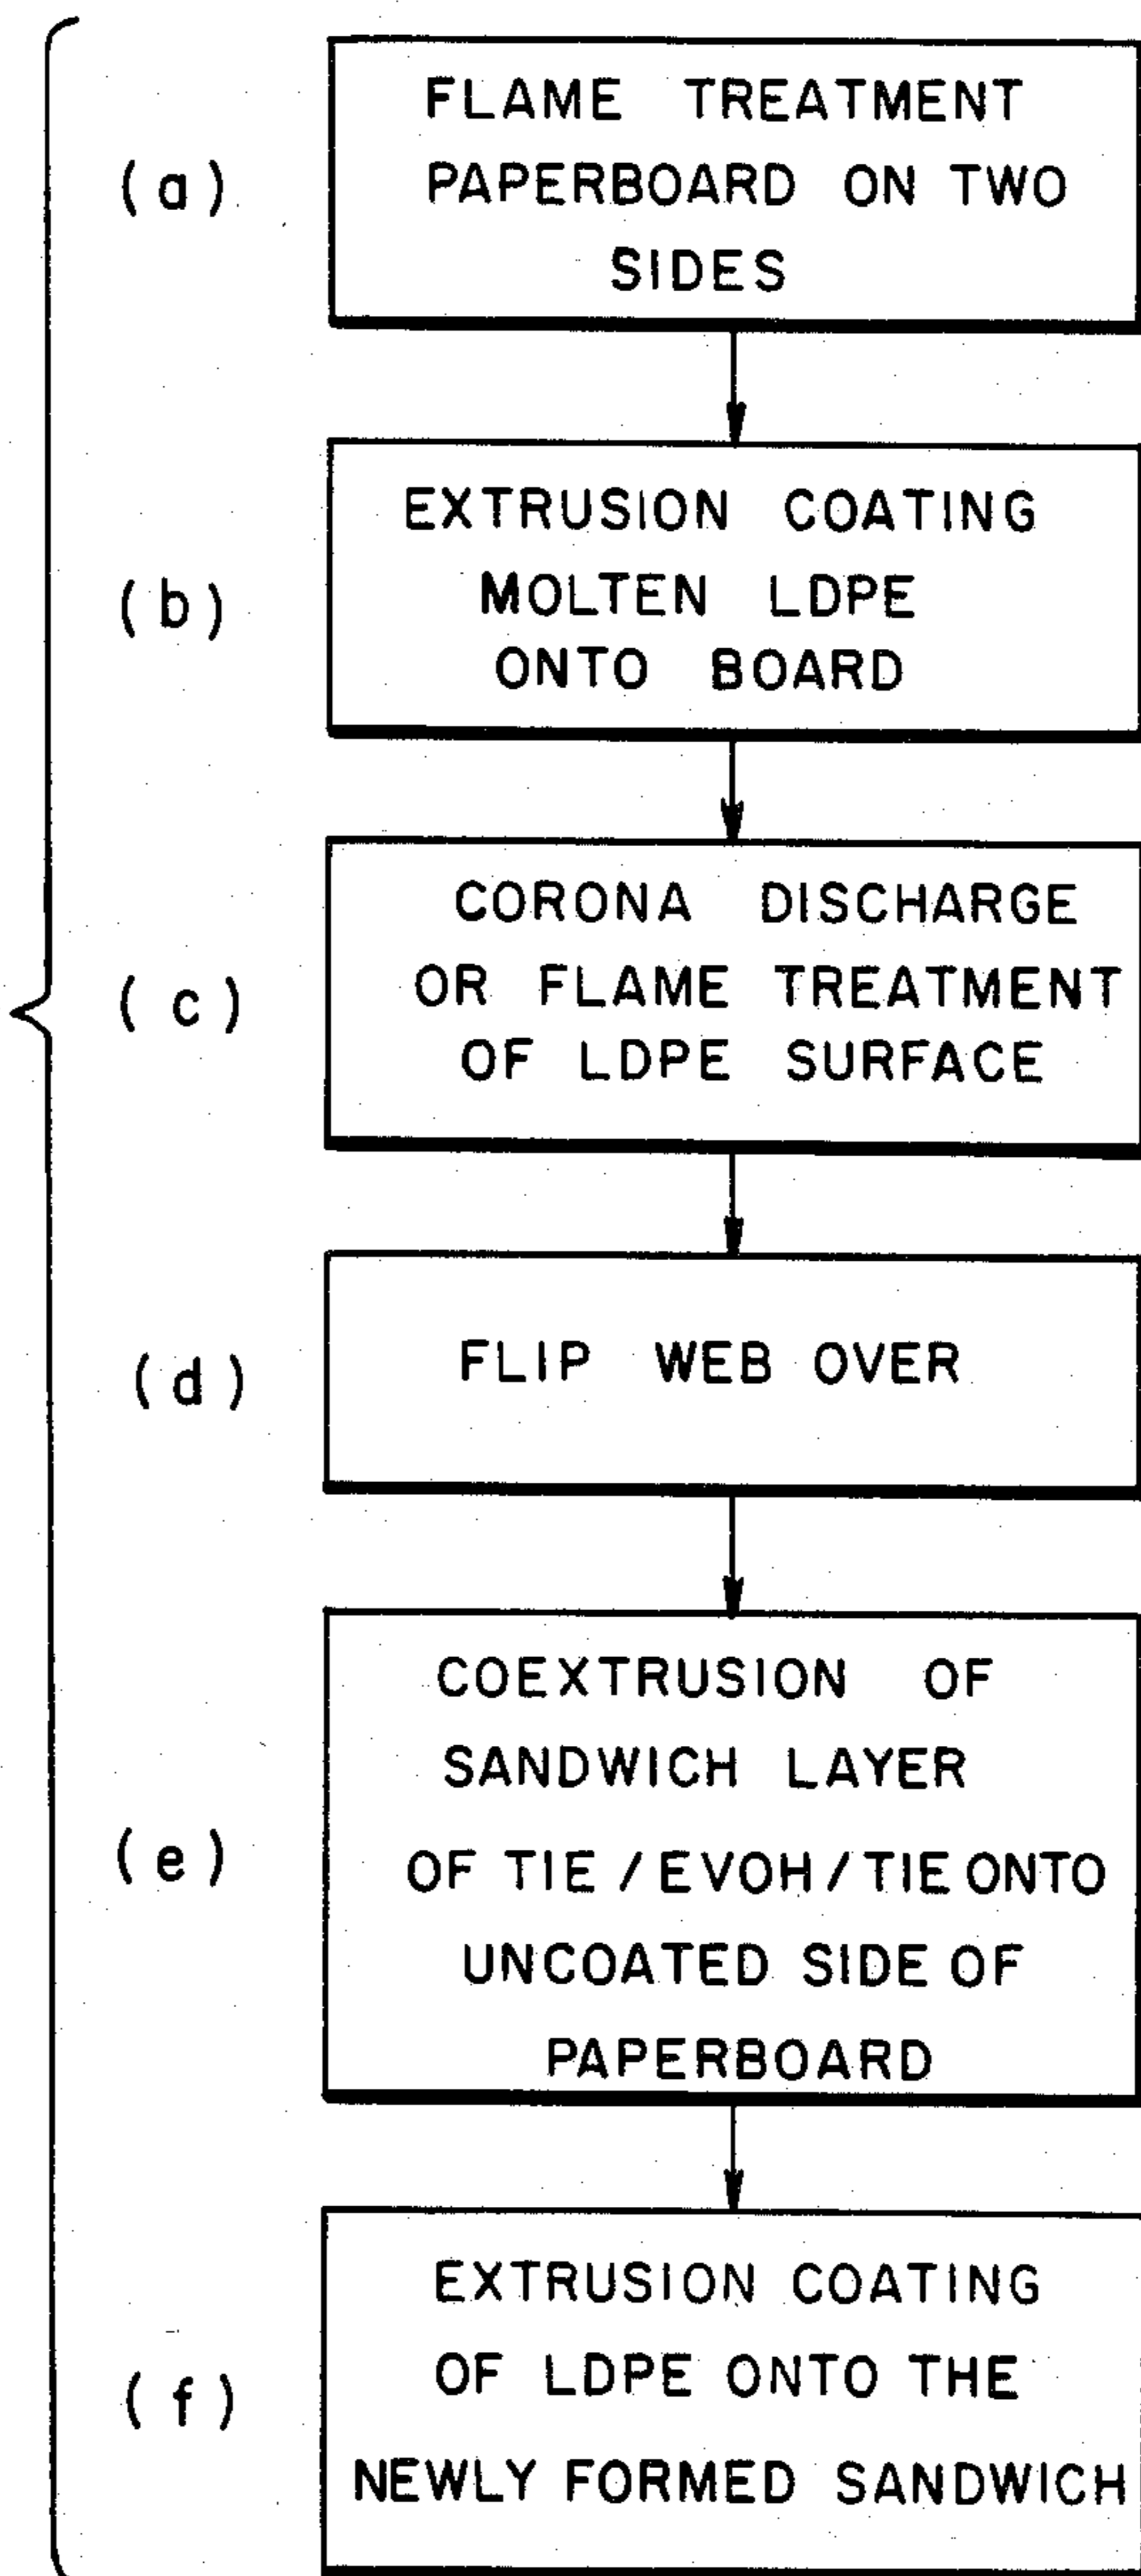 (a)
FLAME TREATMENT
PAPERBOARD ON TWO
SIDES
(b)
EXTRUSION COATING
MOLTEN LDPE
ONTO BOARD
(c)
CORONA DISCHARGE
OR FLAME TREATMENT
OF LDPE SURFACE
(d)
FLIP WEB OVER
(e)
COEXTRUSION OF
SANDWICH LAYER
OF TIE/EVOH/TIE ONTO
UNCOATED SIDE OF
PAPERBOARD
(f)
EXTRUSION COATING
OF LDPE ONTO THE
NEWLY FORMED SANDWICH